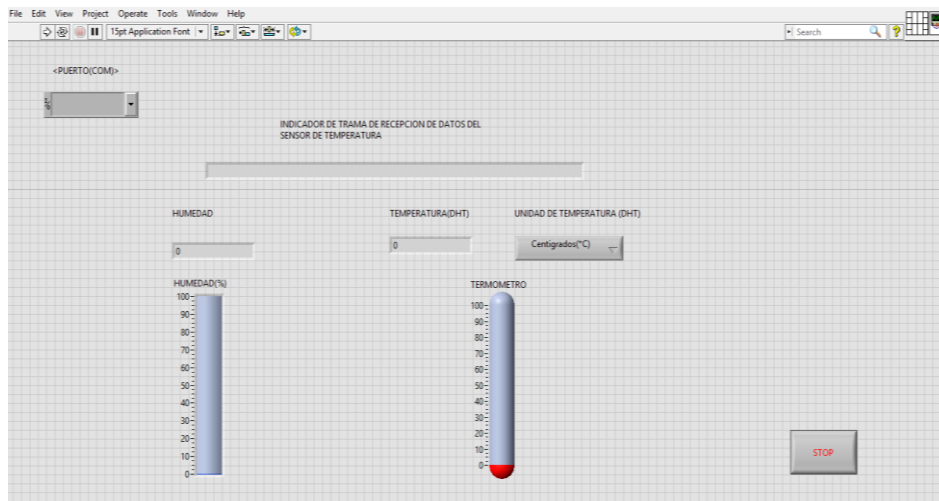 File Edit View Project Operate Tools Window Help
15pt Application Font
Search
<PUERTO(COM)>
INDICADOR DE TRAMA DE RECEPCION DE DATOS DEL
SENSOR DE TEMPERATURA
HUMEDAD
TEMPERATURA(DHT)
UNIDAD DE TEMPERATURA (DHT)
0
0
Centigrados(°C)
HUMEDAD(%)
100
90
80
70
60
50
40
30
20
10
0
TERMOMETRO
100
90
80
70
60
50
40
30
20
10
0
STOP